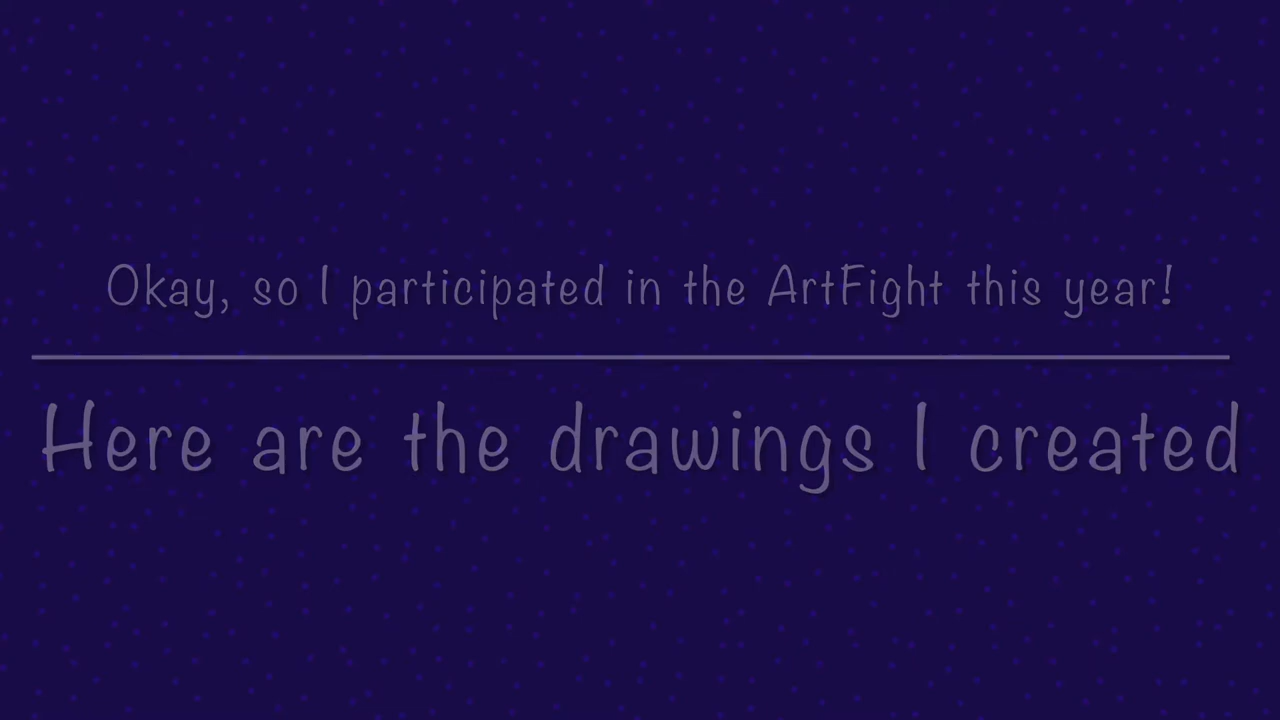 Okay, so I participated in the ArtFight this year!
Here are the drawings I created